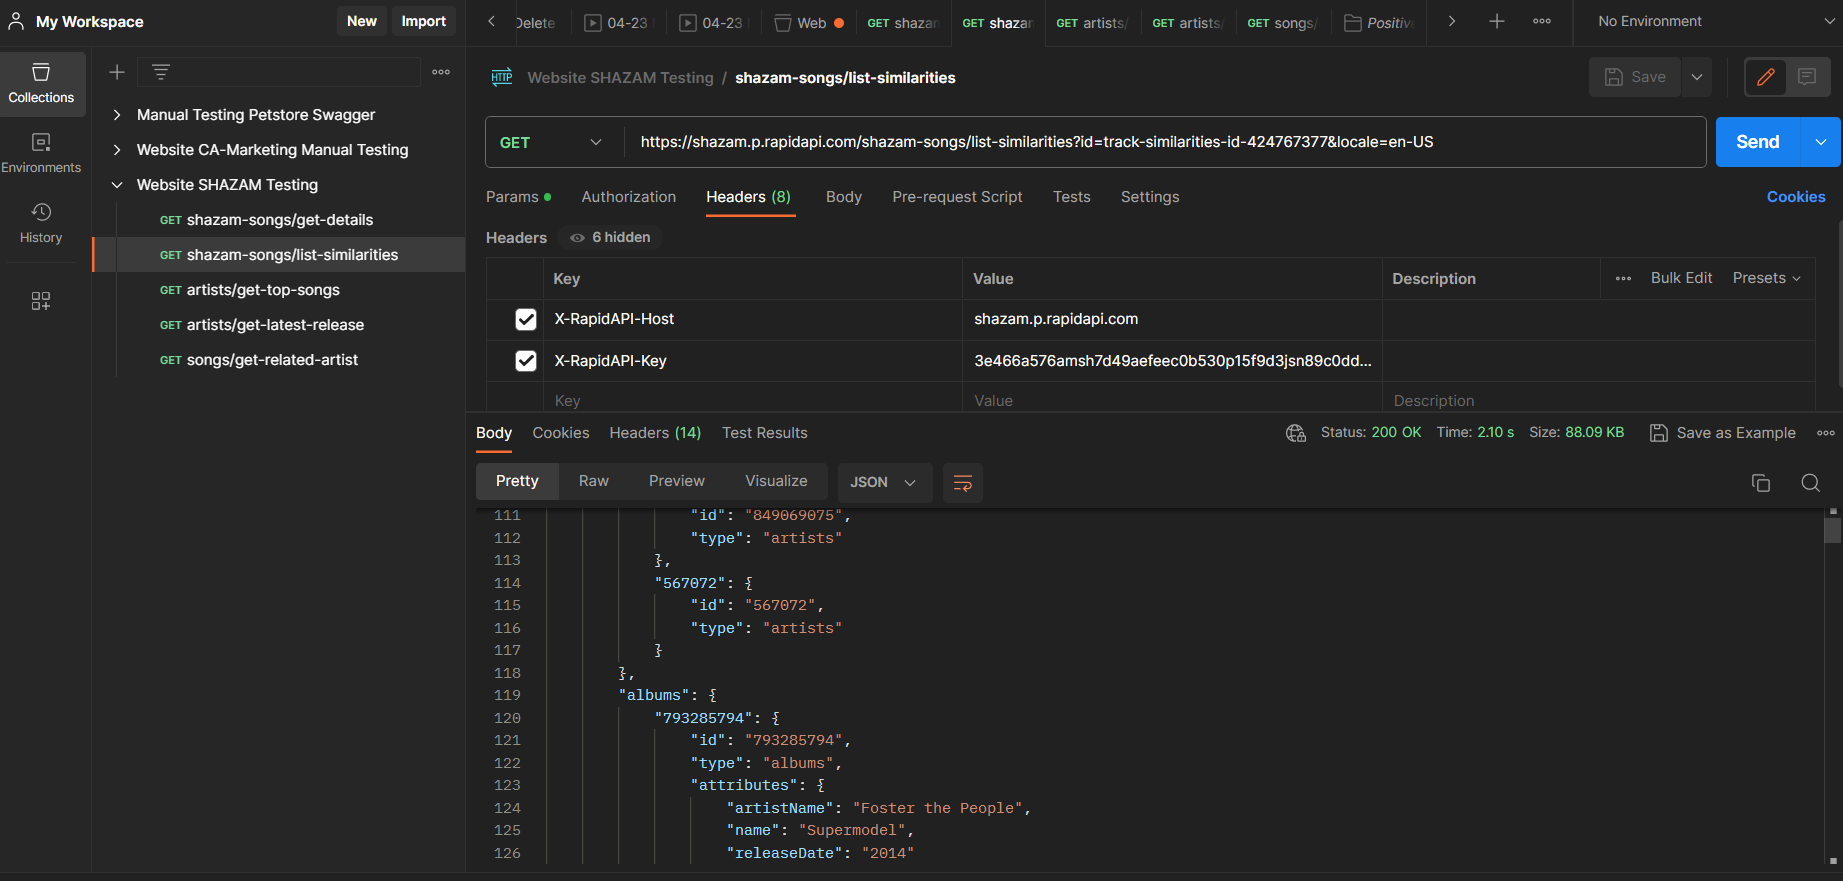 My Workspace New Import
Delete 04-23 04-23 Web GET shazam GET shazar GET artists/ GET artists/ GET songs/ Positiv No Environment
Collections
Environments
History
Manual Testing Petstore Swagger
Website CA-Marketing Manual Testing
Website SHAZAM Testing
GET shazam-songs/get-details
GET shazam-songs/list-similarities
GET artists/get-top-songs
GET artists/get-latest-release
GET songs/get-related-artist
HTTP Website SHAZAM Testing / shazam-songs/list-similarities Save
GET https://shazam.p.rapidapi.com/shazam-songs/list-similarities?id=track-similarities-id-424767377&locale=en-US Send
Params Authorization Headers (8) Body Pre-request Script Tests Settings Cookies
Headers 6 hidden
Key Value Description Bulk Edit Presets
X-RapidAPI-Host shazam.p.rapidapi.com
X-RapidAPI-Key 3e466a576amsh7d49aefeec0b530p15f9d3jsn89c0dd...
Key Value Description
Body Cookies Headers (14) Test Results Status: 200 OK Time: 2.10 s Size: 88.09 KB Save as Example
Pretty Raw Preview Visualize JSON
111 "id": "849069075",
112 "type": "artists"
113 },
114 "567072": {
115 "id": "567072",
116 "type": "artists"
117 }
118 },
119 "albums": {
120 "793285794": {
121 "id": "793285794",
122 "type": "albums",
123 "attributes": {
124 "artistName": "Foster the People",
125 "name": "Supermodel",
126 "releaseDate": "2014"